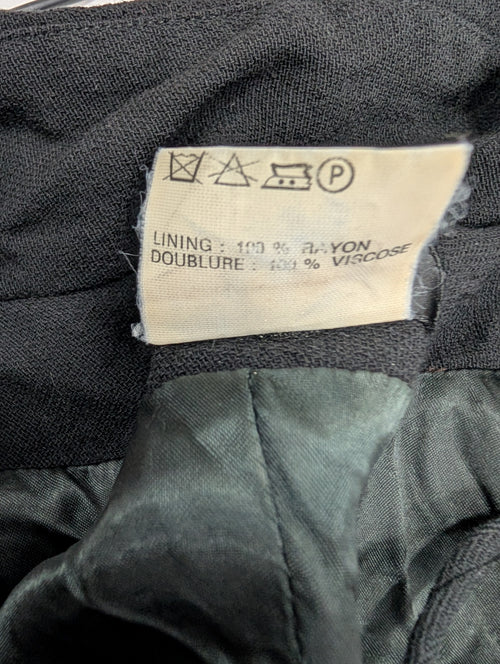 P
LINING : 100 % RAYON
DOUBLURE : 100 % VISCOSE